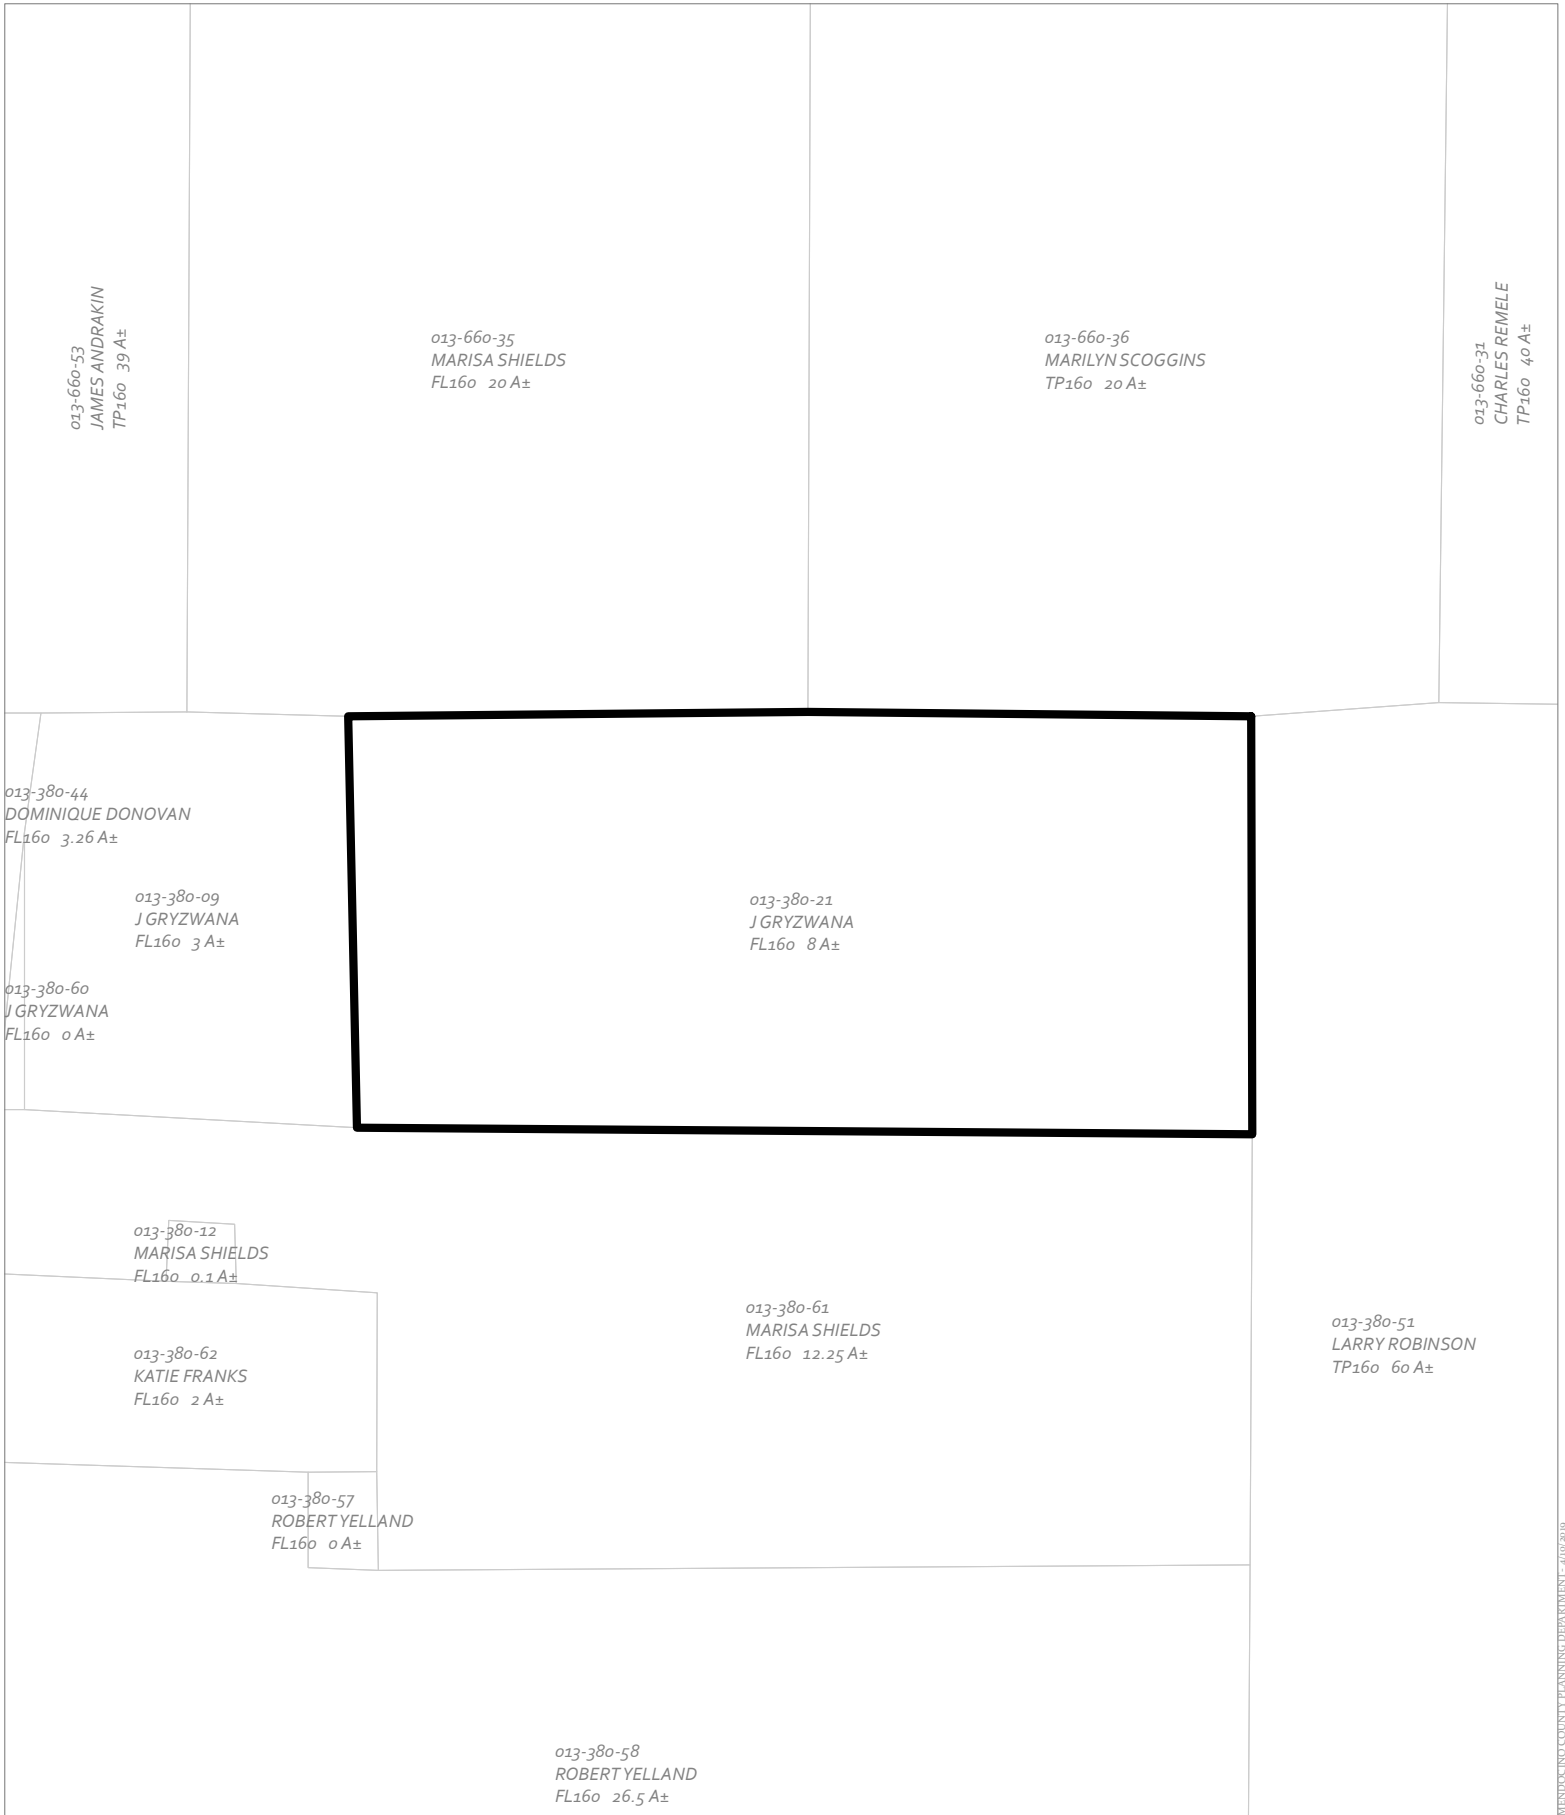 013-660-53
JAMES ANDRAKIN
TP160 39 A±
013-660-35
MARISA SHIELDS
FL160 20 A±
013-660-36
MARILYN SCOGGINS
TP160 20 A±
013-660-31
CHARLES REMELE
TP160 40 A±
013-380-44
DOMINIQUE DONOVAN
FL160 3.26 A±
013-380-09
J GRYZWANA
FL160 3 A±
013-380-21
J GRYZWANA
FL160 8 A±
013-380-60
J GRYZWANA
FL160 0 A±
013-380-12
MARISA SHIELDS
FL160 0.1 A±
013-380-61
MARISA SHIELDS
FL160 12.25 A±
013-380-51
LARRY ROBINSON
TP160 60 A±
013-380-62
KATIE FRANKS
FL160 2 A±
013-380-57
ROBERT YELLAND
FL160 0 A±
013-380-58
ROBERT YELLAND
FL160 26.5 A±
MENDOCINO COUNTY PLANNING DEPARTMENT - 4/19/2019